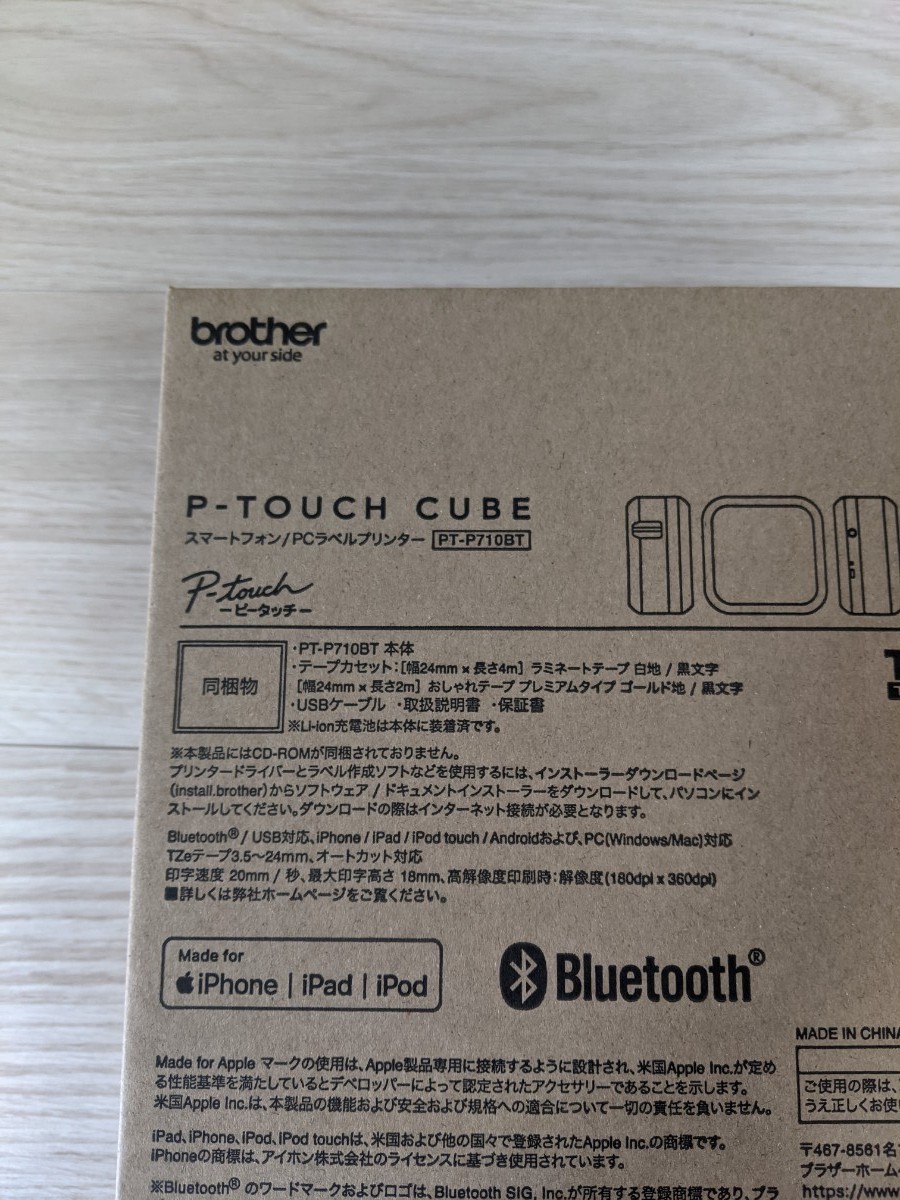 brother
at your side
P-TOUCH CUBE
スマートフォン/PCラベルプリンター PT-P710BT
P-touch
ーピータッチー
同梱物
・PT-P710BT 本体
・テープカセット：[幅24mm × 長さ4m] ラミネートテープ 白地 / 黒文字
[幅24mm × 長さ2m] おしゃれテープ プレミアムタイプ ゴールド地 / 黒文字
・USBケーブル ・取扱説明書 ・保証書
※Li-ion充電池は本体に装着済です。
※本製品にはCD-ROMが同梱されておりません。
プリンタードライバーとラベル作成ソフトなどを使用するには、インストーラーダウンロードページ
(install.brother)からソフトウェア / ドキュメントインストーラーをダウンロードして、パソコンにイン
ストールしてください。ダウンロードの際はインターネット接続が必要となります。
Bluetooth® / USB対応、iPhone / iPad / iPod touch / Androidおよび、PC(Windows/Mac)対応
TZeテープ3.5〜24mm、オートカット対応
印字速度 20mm / 秒、最大印字高さ 18mm、高解像度印刷時：解像度(180dpi x 360dpi)
■詳しくは弊社ホームページをご覧ください。
Made for
iPhone | iPad | iPod
Bluetooth®
MADE IN CHINA
Made for Apple マークの使用は、Apple製品専用に接続するように設計され、米国Apple Inc.が定め
る性能基準を満たしているとデベロッパーによって認定されたアクセサリーであることを示します。
米国Apple Inc.は、本製品の機能および安全および規格への適合について一切の責任を負いません。
ご使用の際は、
うえ正しくお使い
iPad、iPhone、iPod、iPod touchは、米国および他の国々で登録されたApple Inc.の商標です。
iPhoneの商標は、アイホン株式会社のライセンスに基づき使用されています。
〒467-8561名
ブラザーホーム
※Bluetooth® のワードマークおよびロゴは、Bluetooth SIG, Inc.が所有する登録商標であり、ブラ
https://www